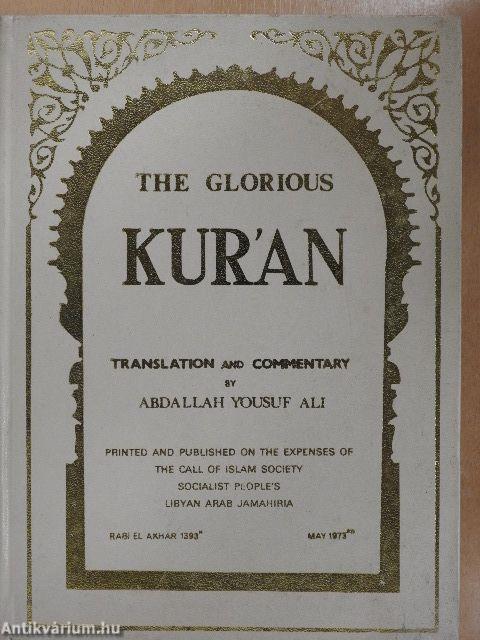 THE GLORIOUS
KUR'AN
TRANSLATION AND COMMENTARY
BY
ABDALLAH YOUSUF ALI
PRINTED AND PUBLISHED ON THE EXPENSES OF
THE CALL OF ISLAM SOCIETY
SOCIALIST PEOPLE'S
LIBYAN ARAB JAMAHIRIA
RABI EL AKHAR 1393 MAY 1973
Antikvárium.hu